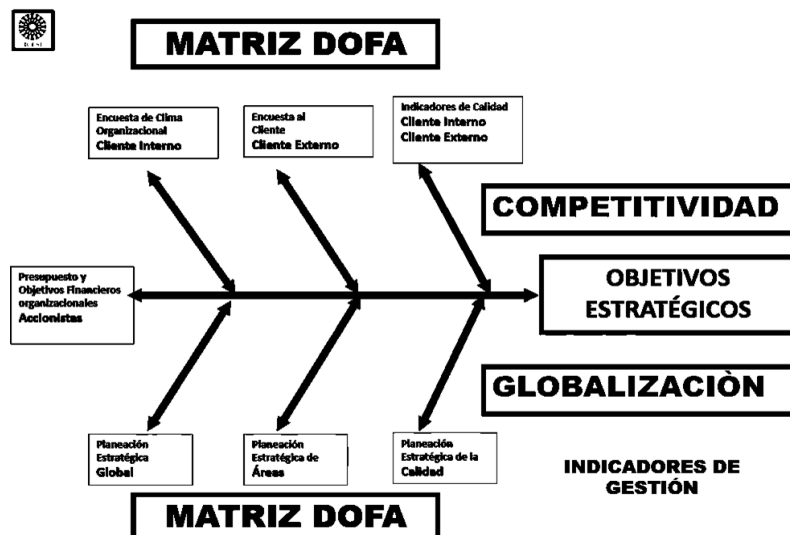 MATRIZ DOFA
Encuesta de Clima
Organizacional
Cliente Interno
Encuesta al
Cliente
Cliente Externo
Indicadores de Calidad
Cliente Interno
Cliente Externo
COMPETITIVIDAD
Presupuesto y
Objetivos Financieros
organizacionales
Accionistas
OBJETIVOS
ESTRATÉGICOS
GLOBALIZACIÒN
Planeación
Estratégica
Global
Planeación
Estratégica de
Áreas
Planeación
Estratégica de la
Calidad
INDICADORES DE
GESTIÓN
MATRIZ DOFA